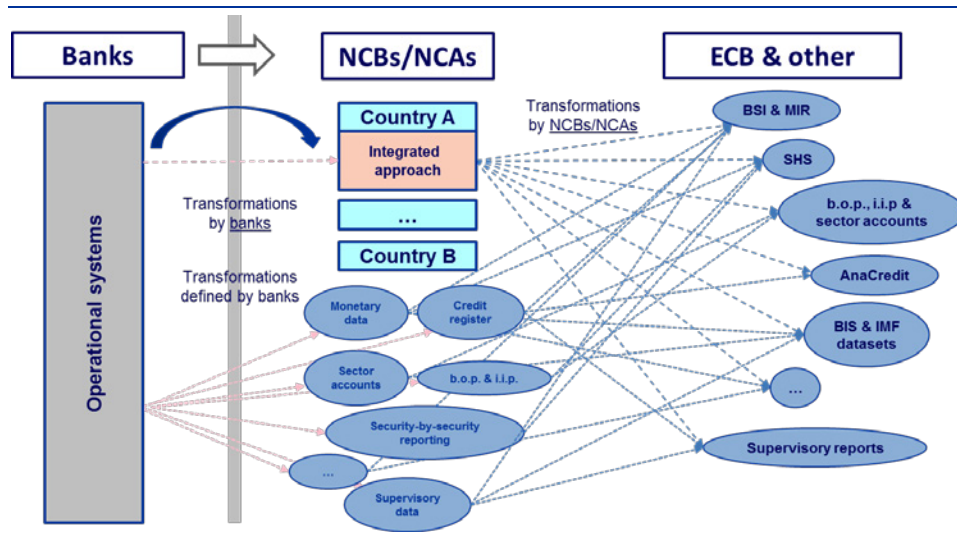 Banks
NCBs/NCAs
ECB & other
Operational systems
Country A
Integrated
approach
...
Country B
Transformations
by banks
Transformations
defined by banks
Transformations
by NCBs/NCAs
Monetary
data
Credit
register
Sector
accounts
b.o.p. & i.i.p.
Security-by-security
reporting
...
Supervisory
data
BSI & MIR
SHS
b.o.p., i.i.p &
sector accounts
AnaCredit
BIS & IMF
datasets
...
Supervisory reports